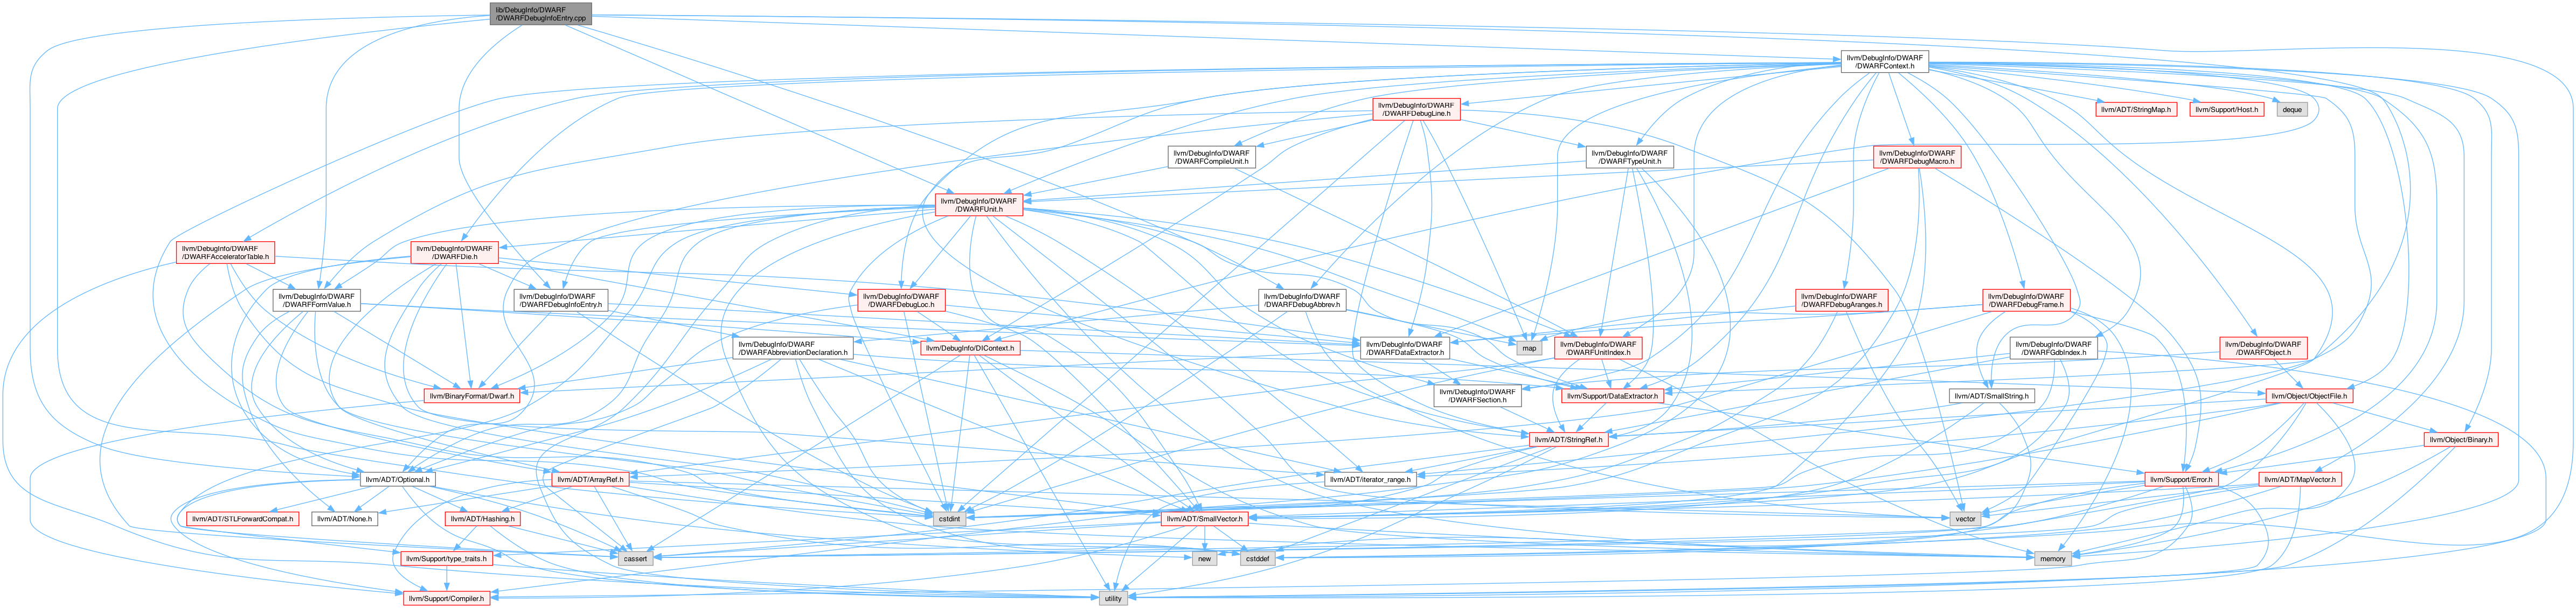 lib/DebugInfo/DWARF
/DWARFDebugInfoEntry.cpp
llvm/DebugInfo/DWARF
/DWARFContext.h
llvm/DebugInfo/DWARF
/DWARFDebugLine.h
llvm/ADT/StringMap.h
llvm/Support/Host.h
deque
llvm/DebugInfo/DWARF
/DWARFCompileUnit.h
llvm/DebugInfo/DWARF
/DWARFTypeUnit.h
llvm/DebugInfo/DWARF
/DWARFDebugMacro.h
llvm/DebugInfo/DWARF
/DWARFUnit.h
llvm/DebugInfo/DWARF
/DWARFAcceleratorTable.h
llvm/DebugInfo/DWARF
/DWARFDie.h
llvm/DebugInfo/DWARF
/DWARFFormValue.h
llvm/DebugInfo/DWARF
/DWARFDebugInfoEntry.h
llvm/DebugInfo/DWARF
/DWARFDebugLoc.h
llvm/DebugInfo/DWARF
/DWARFDebugAbbrev.h
llvm/DebugInfo/DWARF
/DWARFDebugAranges.h
llvm/DebugInfo/DWARF
/DWARFDebugFrame.h
llvm/DebugInfo/DWARF
/DWARFAbbreviationDeclaration.h
llvm/DebugInfo/DIContext.h
llvm/DebugInfo/DWARF
/DWARFDataExtractor.h
map
llvm/DebugInfo/DWARF
/DWARFUnitIndex.h
llvm/DebugInfo/DWARF
/DWARFGdbIndex.h
llvm/DebugInfo/DWARF
/DWARFObject.h
llvm/BinaryFormat/Dwarf.h
llvm/DebugInfo/DWARF
/DWARFSection.h
llvm/Support/DataExtractor.h
llvm/ADT/SmallString.h
llvm/Object/ObjectFile.h
llvm/ADT/StringRef.h
llvm/Object/Binary.h
llvm/ADT/Optional.h
llvm/ADT/ArrayRef.h
llvm/ADT/iterator_range.h
llvm/Support/Error.h
llvm/ADT/MapVector.h
llvm/ADT/STLForwardCompat.h
llvm/ADT/None.h
llvm/ADT/Hashing.h
cstdint
llvm/ADT/SmallVector.h
vector
llvm/Support/type_traits.h
cassert
new
cstddef
memory
llvm/Support/Compiler.h
utility